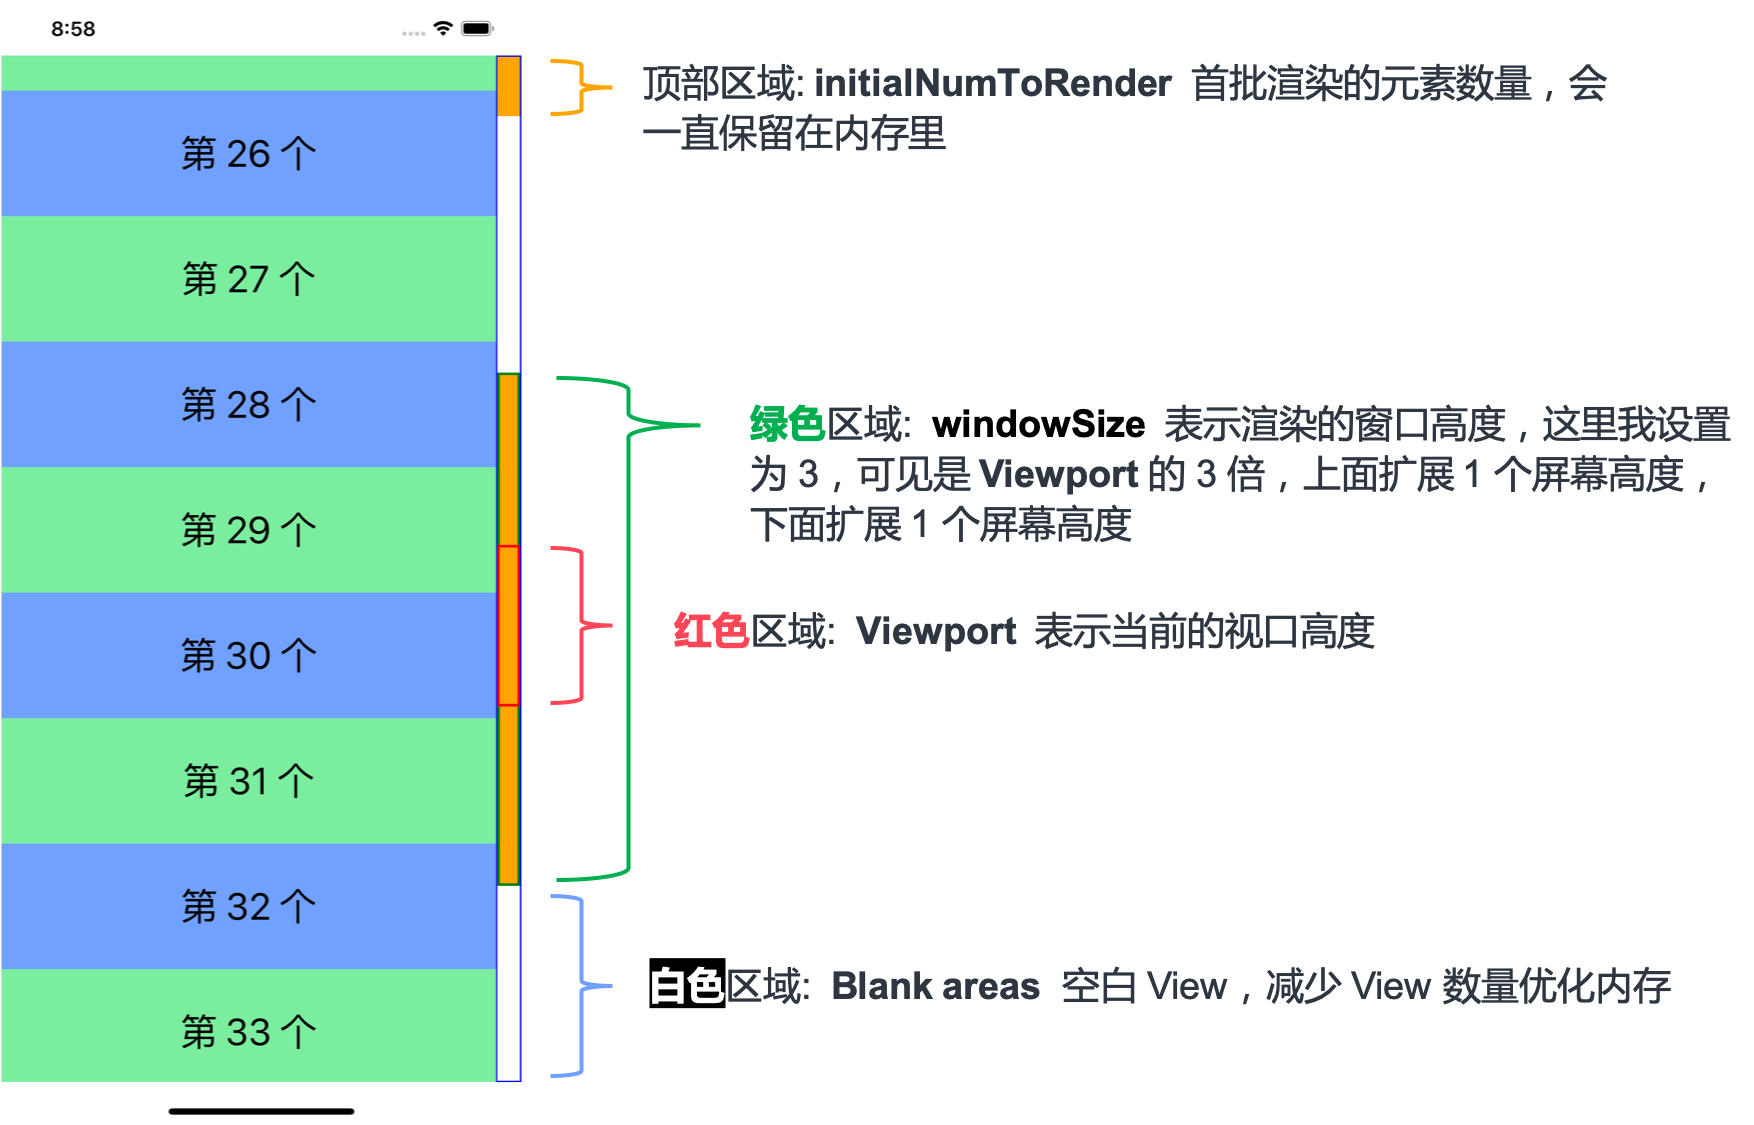 8:58
顶部区域: initialNumToRender 首批渲染的元素数量，会
一直保留在内存里
第 26 个
第 27 个
第 28 个
绿色区域: windowSize 表示渲染的窗口高度，这里我设置
为 3，可见是 Viewport 的 3 倍，上面扩展 1 个屏幕高度，
下面扩展 1 个屏幕高度
第 29 个
红色区域: Viewport 表示当前的视口高度
第 30 个
第 31 个
第 32 个
白色区域: Blank areas 空白 View，减少 View 数量优化内存
第 33 个